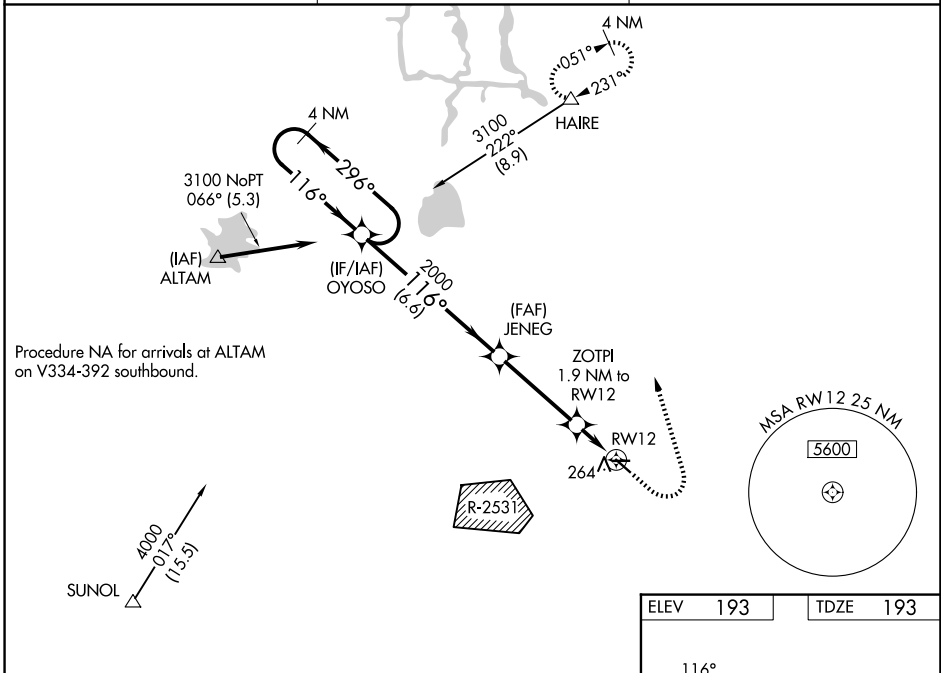 4 NM
051°
231°
HAIRE
3100
222°
(8.9)
4 NM
296°
116°
3100 NoPT
066° (5.3)
(IAF)
ALTAM
(IF/IAF)
OYOSO
2000
116°
(6.6)
(FAF)
JENEG
Procedure NA for arrivals at ALTAM
on V334-392 southbound.
ZOTPI
1.9 NM to
RW12
RW12
264
MSA RW12 25 NM
5600
R-2531
4000
017°
(15.5)
SUNOL
ELEV 193
TDZE 193
116°